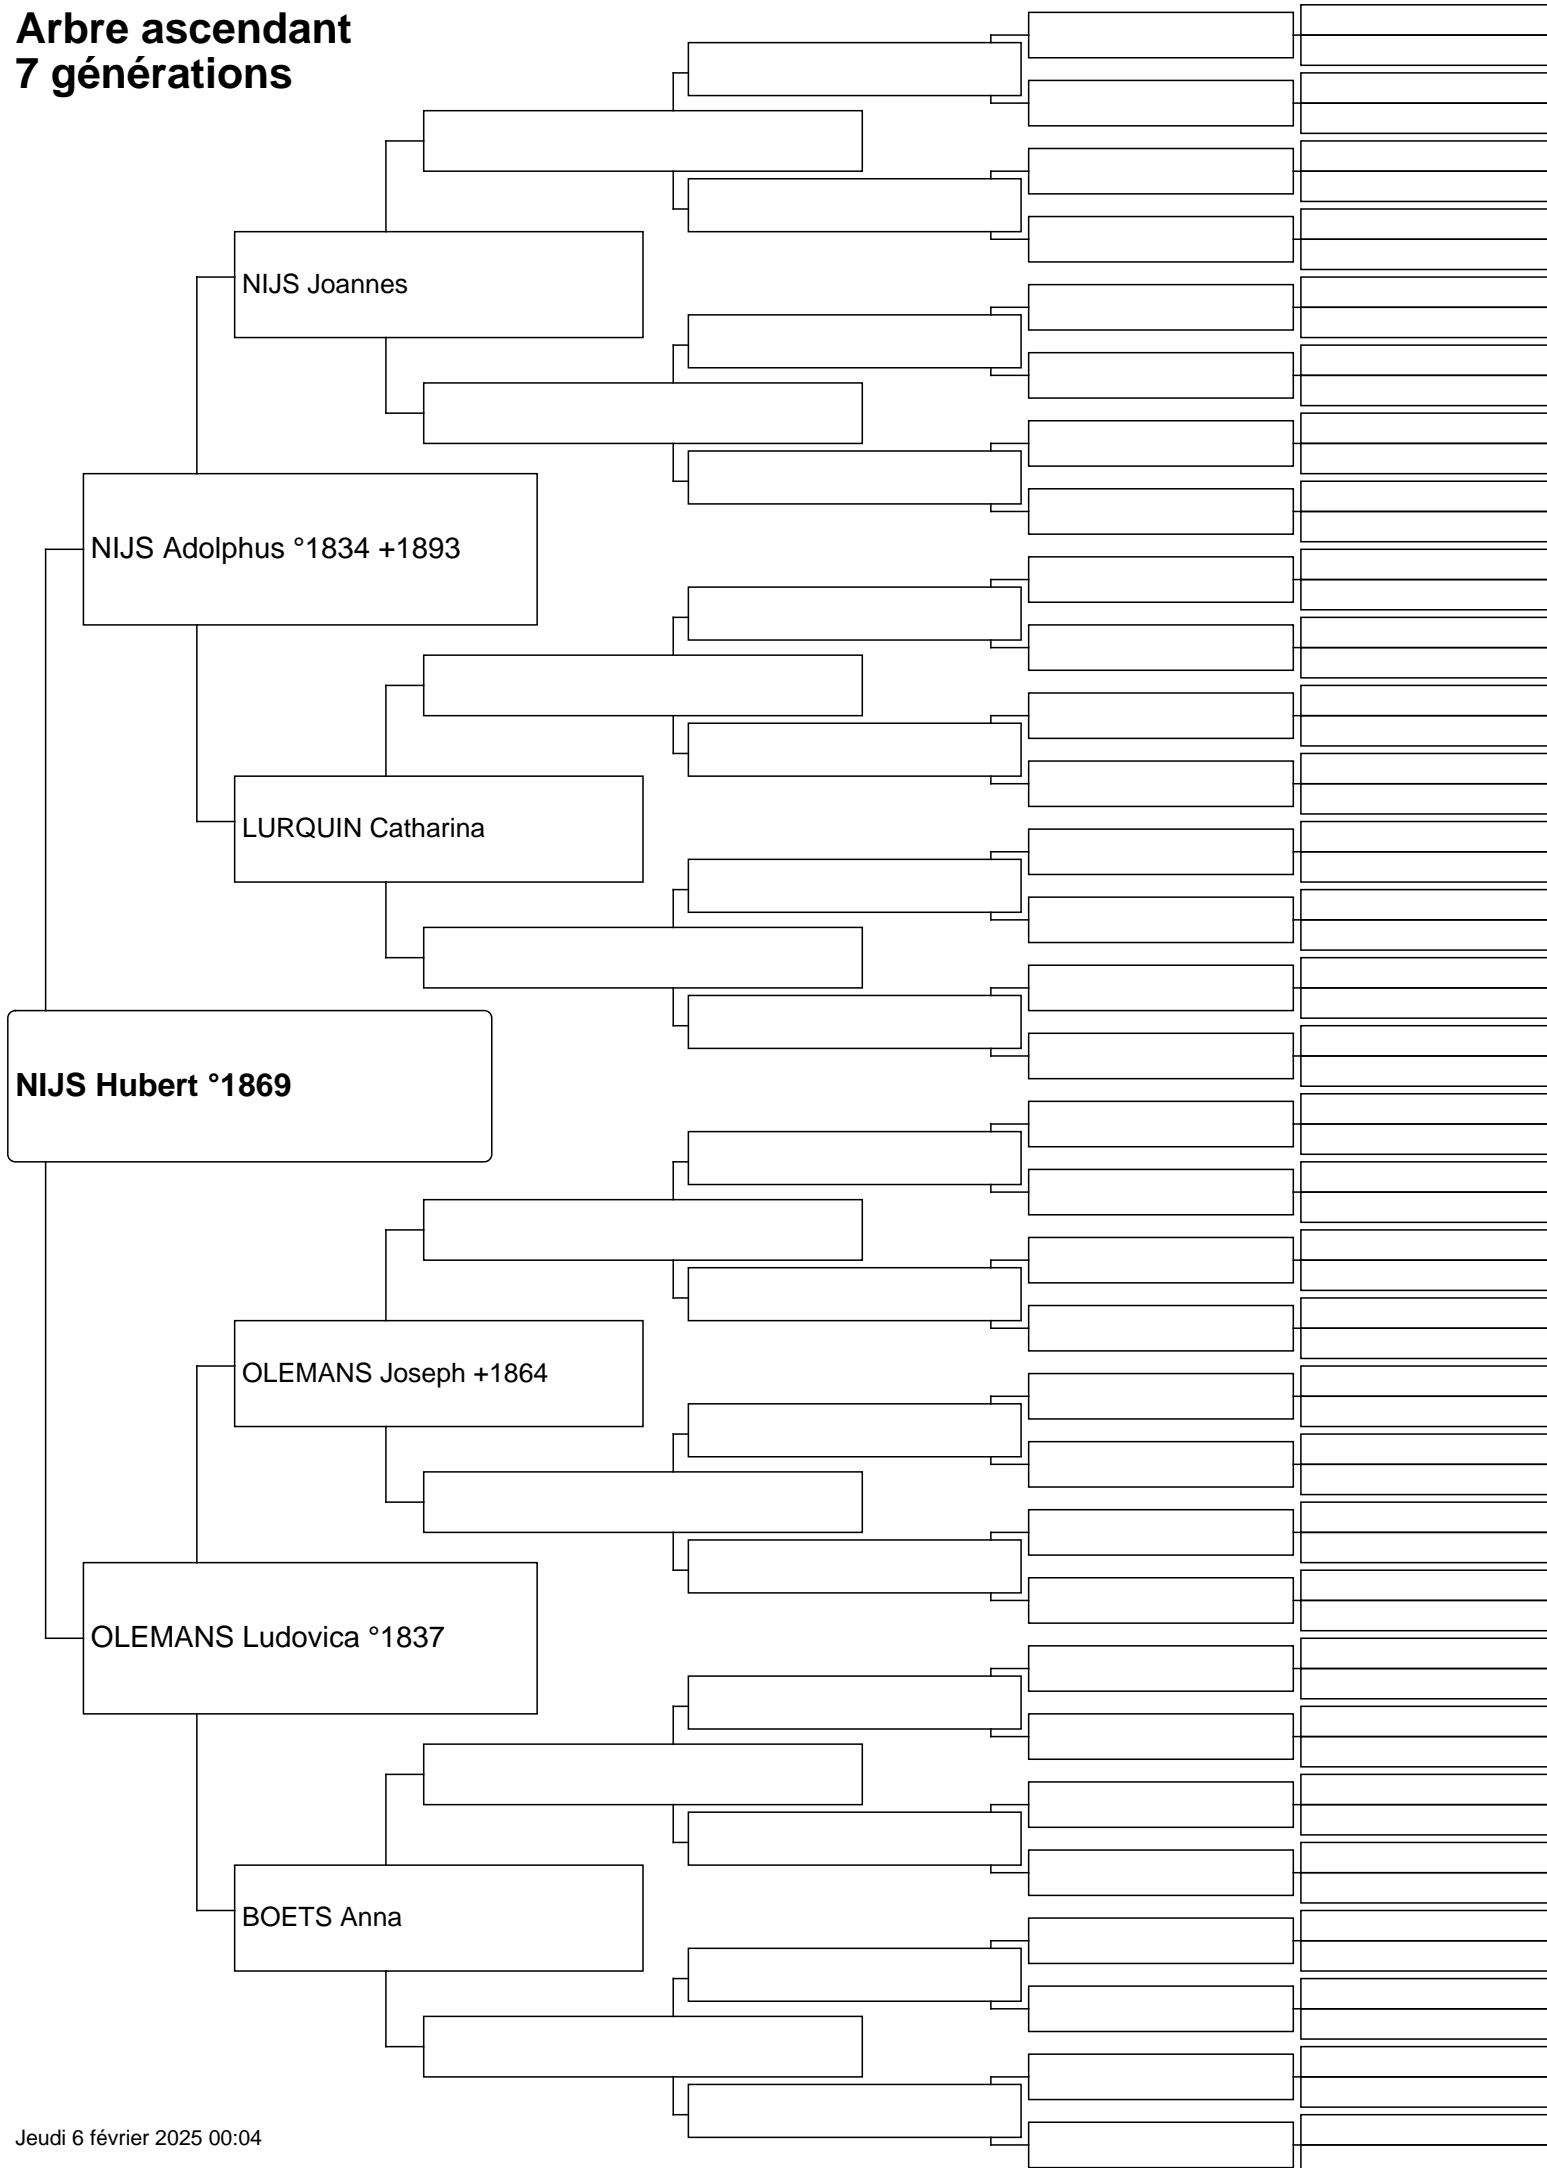 Arbre ascendant
7 générations
NIJS Joannes
NIJS Adolphus °1834 +1893
LURQUIN Catharina
NIJS Hubert °1869
OLEMANS Joseph +1864
OLEMANS Ludovica °1837
BOETS Anna
Jeudi 6 février 2025 00:04